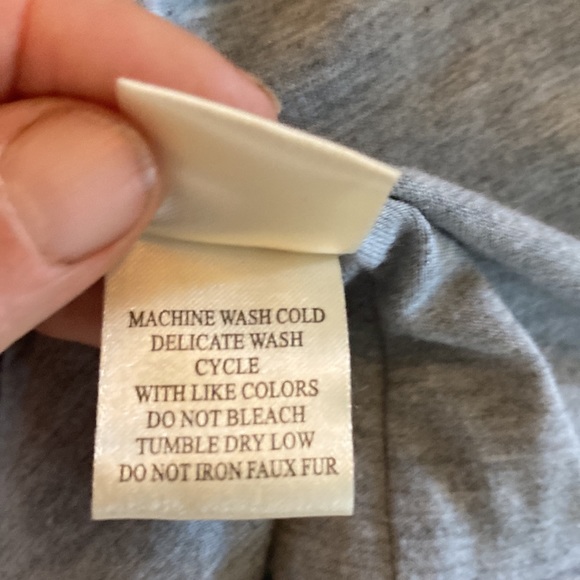 MACHINE WASH COLD
DELICATE WASH
CYCLE
WITH LIKE COLORS
DO NOT BLEACH
TUMBLE DRY LOW
DO NOT IRON FAUX FUR